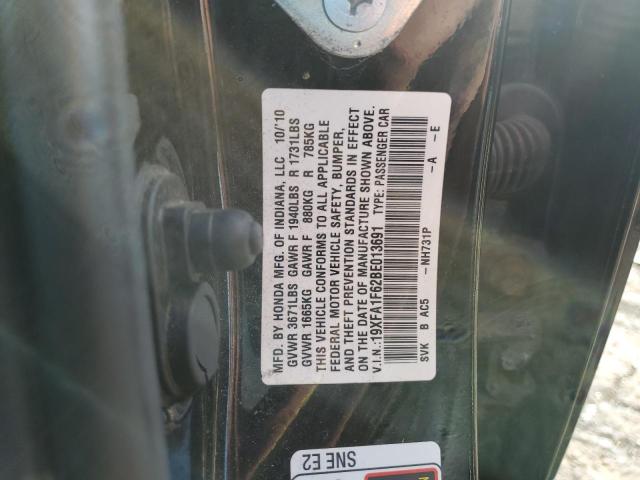 MFD. BY HONDA MFG. OF INDIANA, LLC 10/'10
GVWR 3671LBS GAWR F 1940LBS R 1731LBS
GVWR 1665KG GAWR F 880KG R 785KG
THIS VEHICLE CONFORMS TO ALL APPLICABLE
FEDERAL MOTOR VEHICLE SAFETY, BUMPER,
AND THEFT PREVENTION STANDARDS IN EFFECT
ON THE DATE OF MANUFACTURE SHOWN ABOVE.
V.I.N.:19XFA1F62BE013691 TYPE: PASSENGER CAR
SVK B AC5 -NH731P -A -E
SNE E2